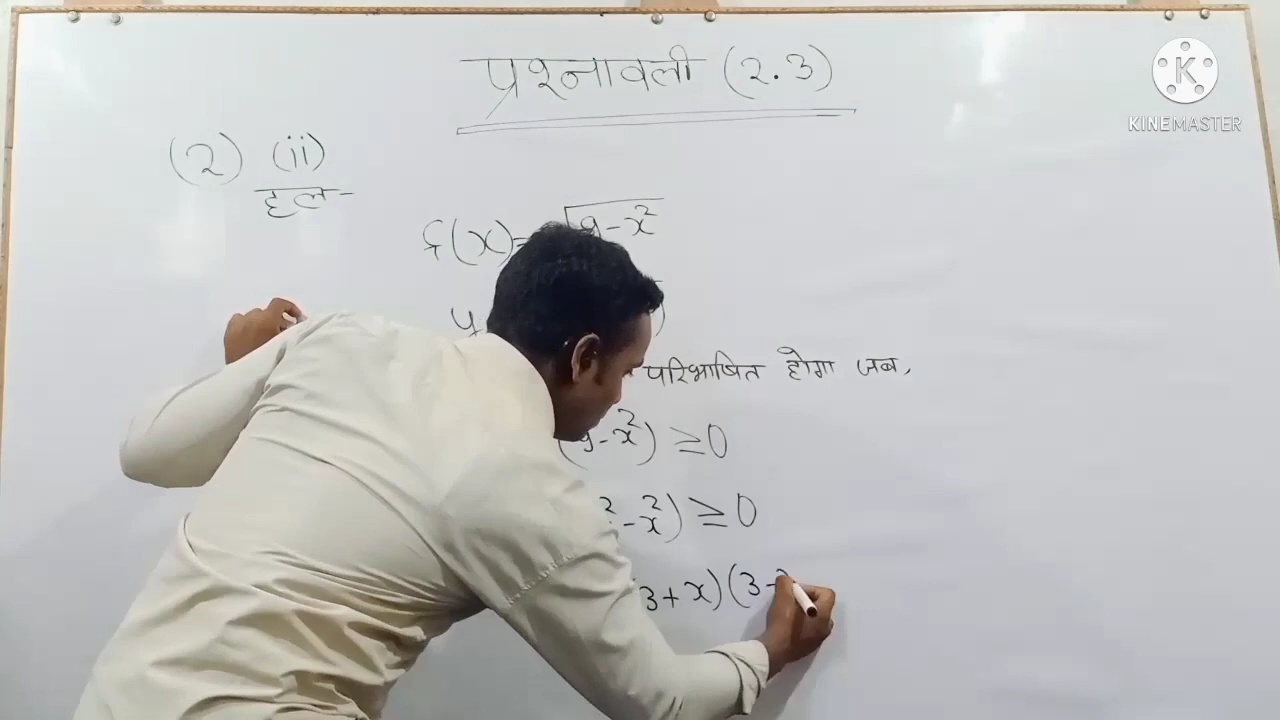 प्रश्नावली (2.3)
KINEMASTER
(2) (ii)
हल-
f(x)= √9-x²
y
परिभाषित होगा जब,
(9-x²) ≥0
²-x²) ≥0
3+x)(3-